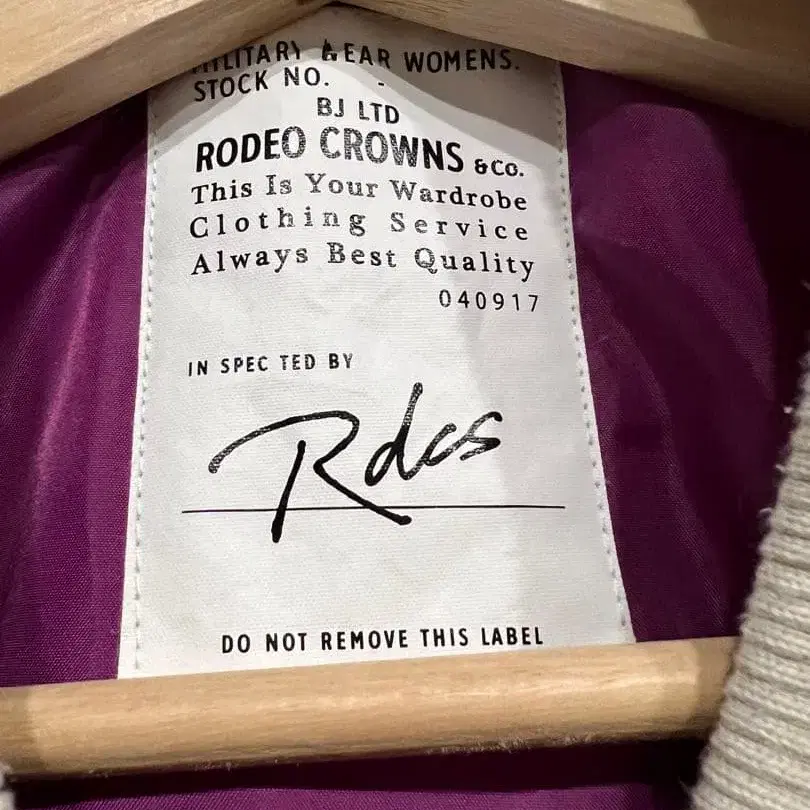 MILITARY GEAR WOMENS.
STOCK NO. -
BJ LTD
RODEO CROWNS &CO.
This Is Your Wardrobe
Clothing Service
Always Best Quality
040917
IN SPEC TED BY
Rdcs
DO NOT REMOVE THIS LABEL